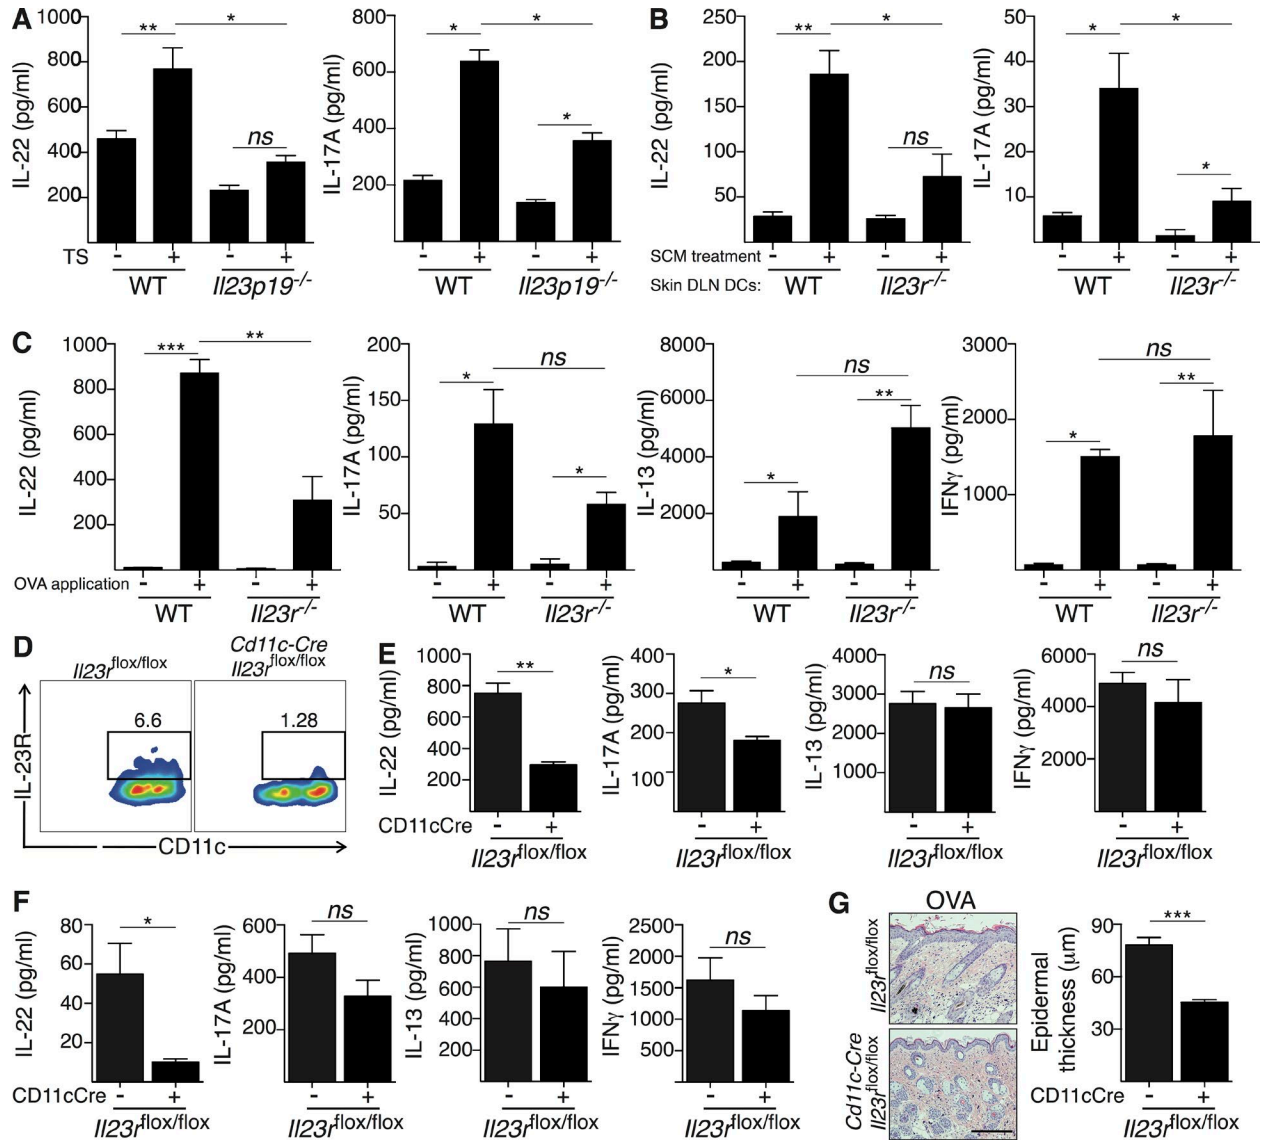 A
IL-22 (pg/ml)
1000
800
600
400
200
** *
ns
TS - + - +
WT Il23p19-/-
IL-17A (pg/ml)
800
600
400
200
* *
*
- + - +
WT Il23p19-/-
B
IL-22 (pg/ml)
250
200
150
100
50
** *
ns
SCM treatment - + - +
Skin DLN DCs: WT Il23r-/-
IL-17A (pg/ml)
50
40
30
20
10
* *
*
- + - +
WT Il23r-/-
C
IL-22 (pg/ml)
1000
800
600
400
200
*** **
OVA application - + - +
WT Il23r-/-
IL-17A (pg/ml)
200
150
100
50
* ns
*
- + - +
WT Il23r-/-
IL-13 (pg/ml)
8000
6000
4000
2000
ns
**
*
- + - +
WT Il23r-/-
IFNγ (pg/ml)
3000
2000
1000
ns
**
*
- + - +
WT Il23r-/-
D
Il23rflox/flox
Cd11c-Cre
Il23rflox/flox
6.6
1.28
IL-23R
CD11c
E
IL-22 (pg/ml)
1000
800
600
400
200
**
CD11cCre - +
Il23rflox/flox
IL-17A (pg/ml)
400
300
200
100
*
- +
Il23rflox/flox
IL-13 (pg/ml)
4000
3000
2000
1000
ns
- +
Il23rflox/flox
IFNγ (pg/ml)
6000
4000
2000
ns
- +
Il23rflox/flox
F
IL-22 (pg/ml)
80
60
40
20
*
CD11cCre - +
Il23rflox/flox
IL-17A (pg/ml)
600
400
200
ns
- +
Il23rflox/flox
IL-13 (pg/ml)
1000
800
600
400
200
ns
- +
Il23rflox/flox
IFNγ (pg/ml)
2500
2000
1500
1000
500
ns
- +
Il23rflox/flox
G
OVA
Il23rflox/flox
Cd11c-Cre
Il23rflox/flox
Epidermal
thickness (μm)
90
60
30
***
CD11cCre - +
Il23rflox/flox